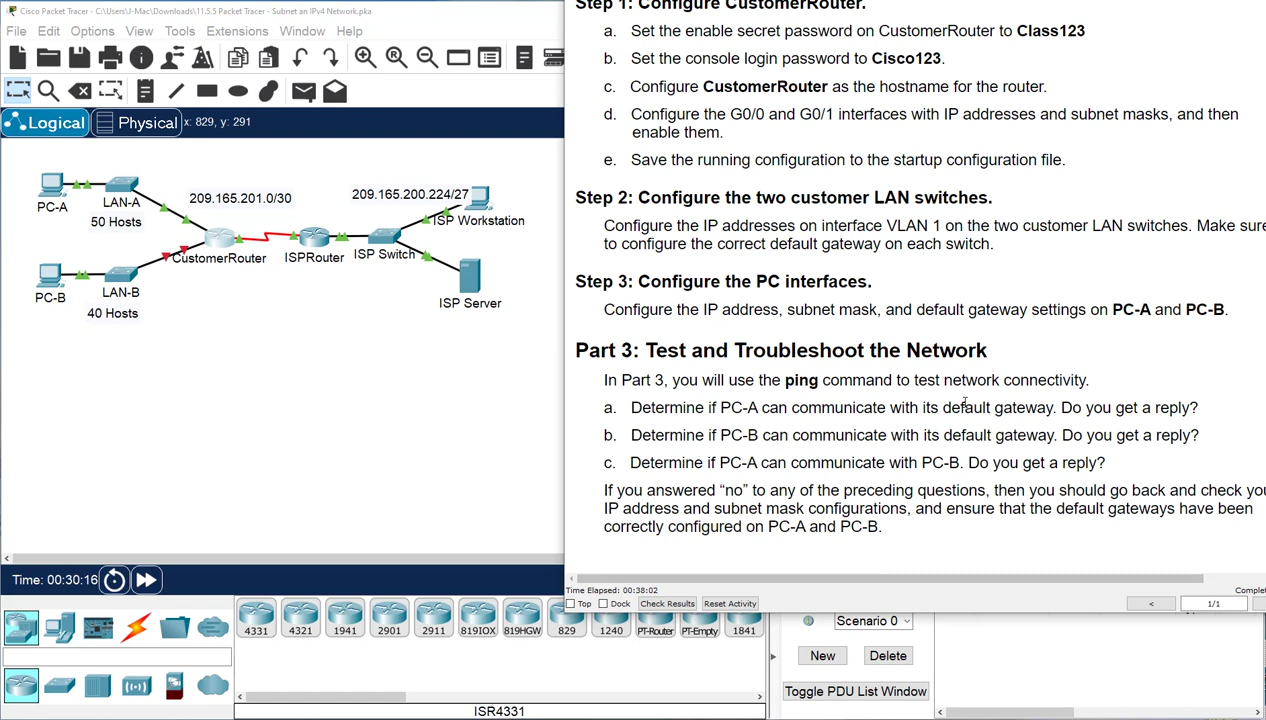 Cisco Packet Tracer - C:\Users\J-Mac\Downloads\11.5.5 Packet Tracer - Subnet an IPv4 Network.pka
File Edit Options View Tools Extensions Window Help
Logical Physical x: 829, y: 291
PC-A
LAN-A
50 Hosts
209.165.201.0/30
209.165.200.224/27
ISP Workstation
CustomerRouter
ISPRouter
ISP Switch
PC-B
LAN-B
40 Hosts
ISP Server
Time: 00:30:16
4331 4321 1941 2901 2911 819IOX 819HGW 829 1240 PT-Router PT-Empty 1841
ISR4331
Step 1: Configure CustomerRouter.
a. Set the enable secret password on CustomerRouter to Class123
b. Set the console login password to Cisco123.
c. Configure CustomerRouter as the hostname for the router.
d. Configure the G0/0 and G0/1 interfaces with IP addresses and subnet masks, and then
enable them.
e. Save the running configuration to the startup configuration file.
Step 2: Configure the two customer LAN switches.
Configure the IP addresses on interface VLAN 1 on the two customer LAN switches. Make sure
to configure the correct default gateway on each switch.
Step 3: Configure the PC interfaces.
Configure the IP address, subnet mask, and default gateway settings on PC-A and PC-B.
Part 3: Test and Troubleshoot the Network
In Part 3, you will use the ping command to test network connectivity.
a. Determine if PC-A can communicate with its default gateway. Do you get a reply?
b. Determine if PC-B can communicate with its default gateway. Do you get a reply?
c. Determine if PC-A can communicate with PC-B. Do you get a reply?
If you answered “no” to any of the preceding questions, then you should go back and check you
IP address and subnet mask configurations, and ensure that the default gateways have been
correctly configured on PC-A and PC-B.
Time Elapsed: 00:38:02 Complet
Top Dock Check Results Reset Activity < 1/1
Scenario 0
New Delete
Toggle PDU List Window